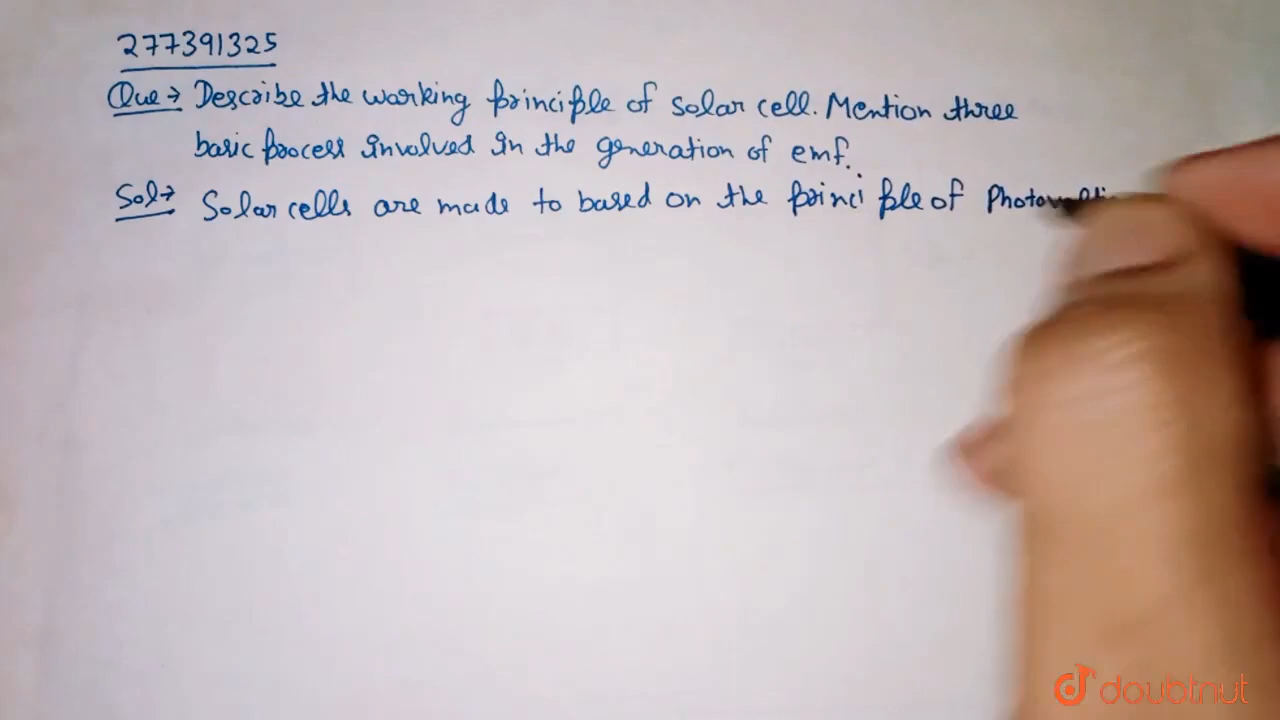 277391325
Que → Describe the working principle of solar cell. Mention three
basic process involved in the generation of emf.
Sol → Solar cells are made to based on the principle of
doubtnut